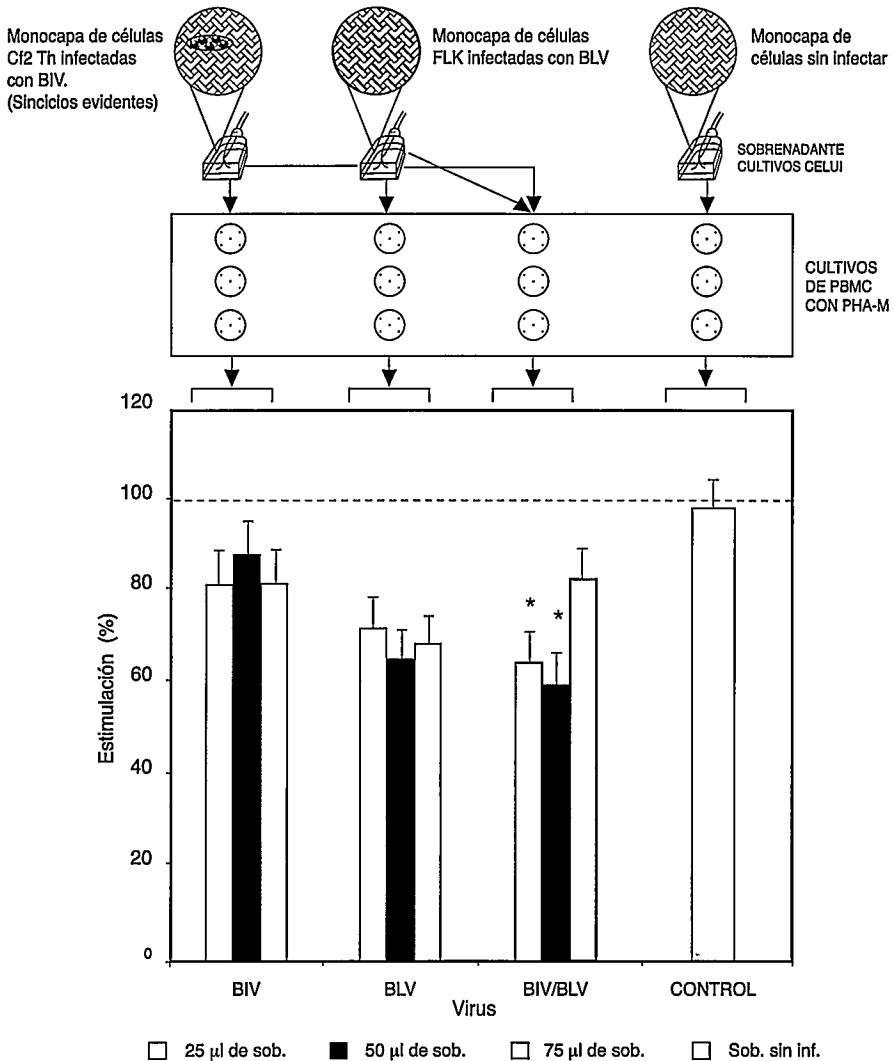 Monocapa de células
Cf2 Th infectadas
con BIV.
(Sincicios evidentes)
Monocapa de células
FLK infectadas con BLV
Monocapa de
células sin infectar
SOBRENADANTE
CULTIVOS CELUI
CULTIVOS
DE PBMC
CON PHA-M
120
100
80
60
40
20
0
Estimulación (%)
*
*
BIV
BLV
BIV/BLV
CONTROL
Virus
25 µl de sob.
50 µl de sob.
75 µl de sob.
Sob. sin inf.